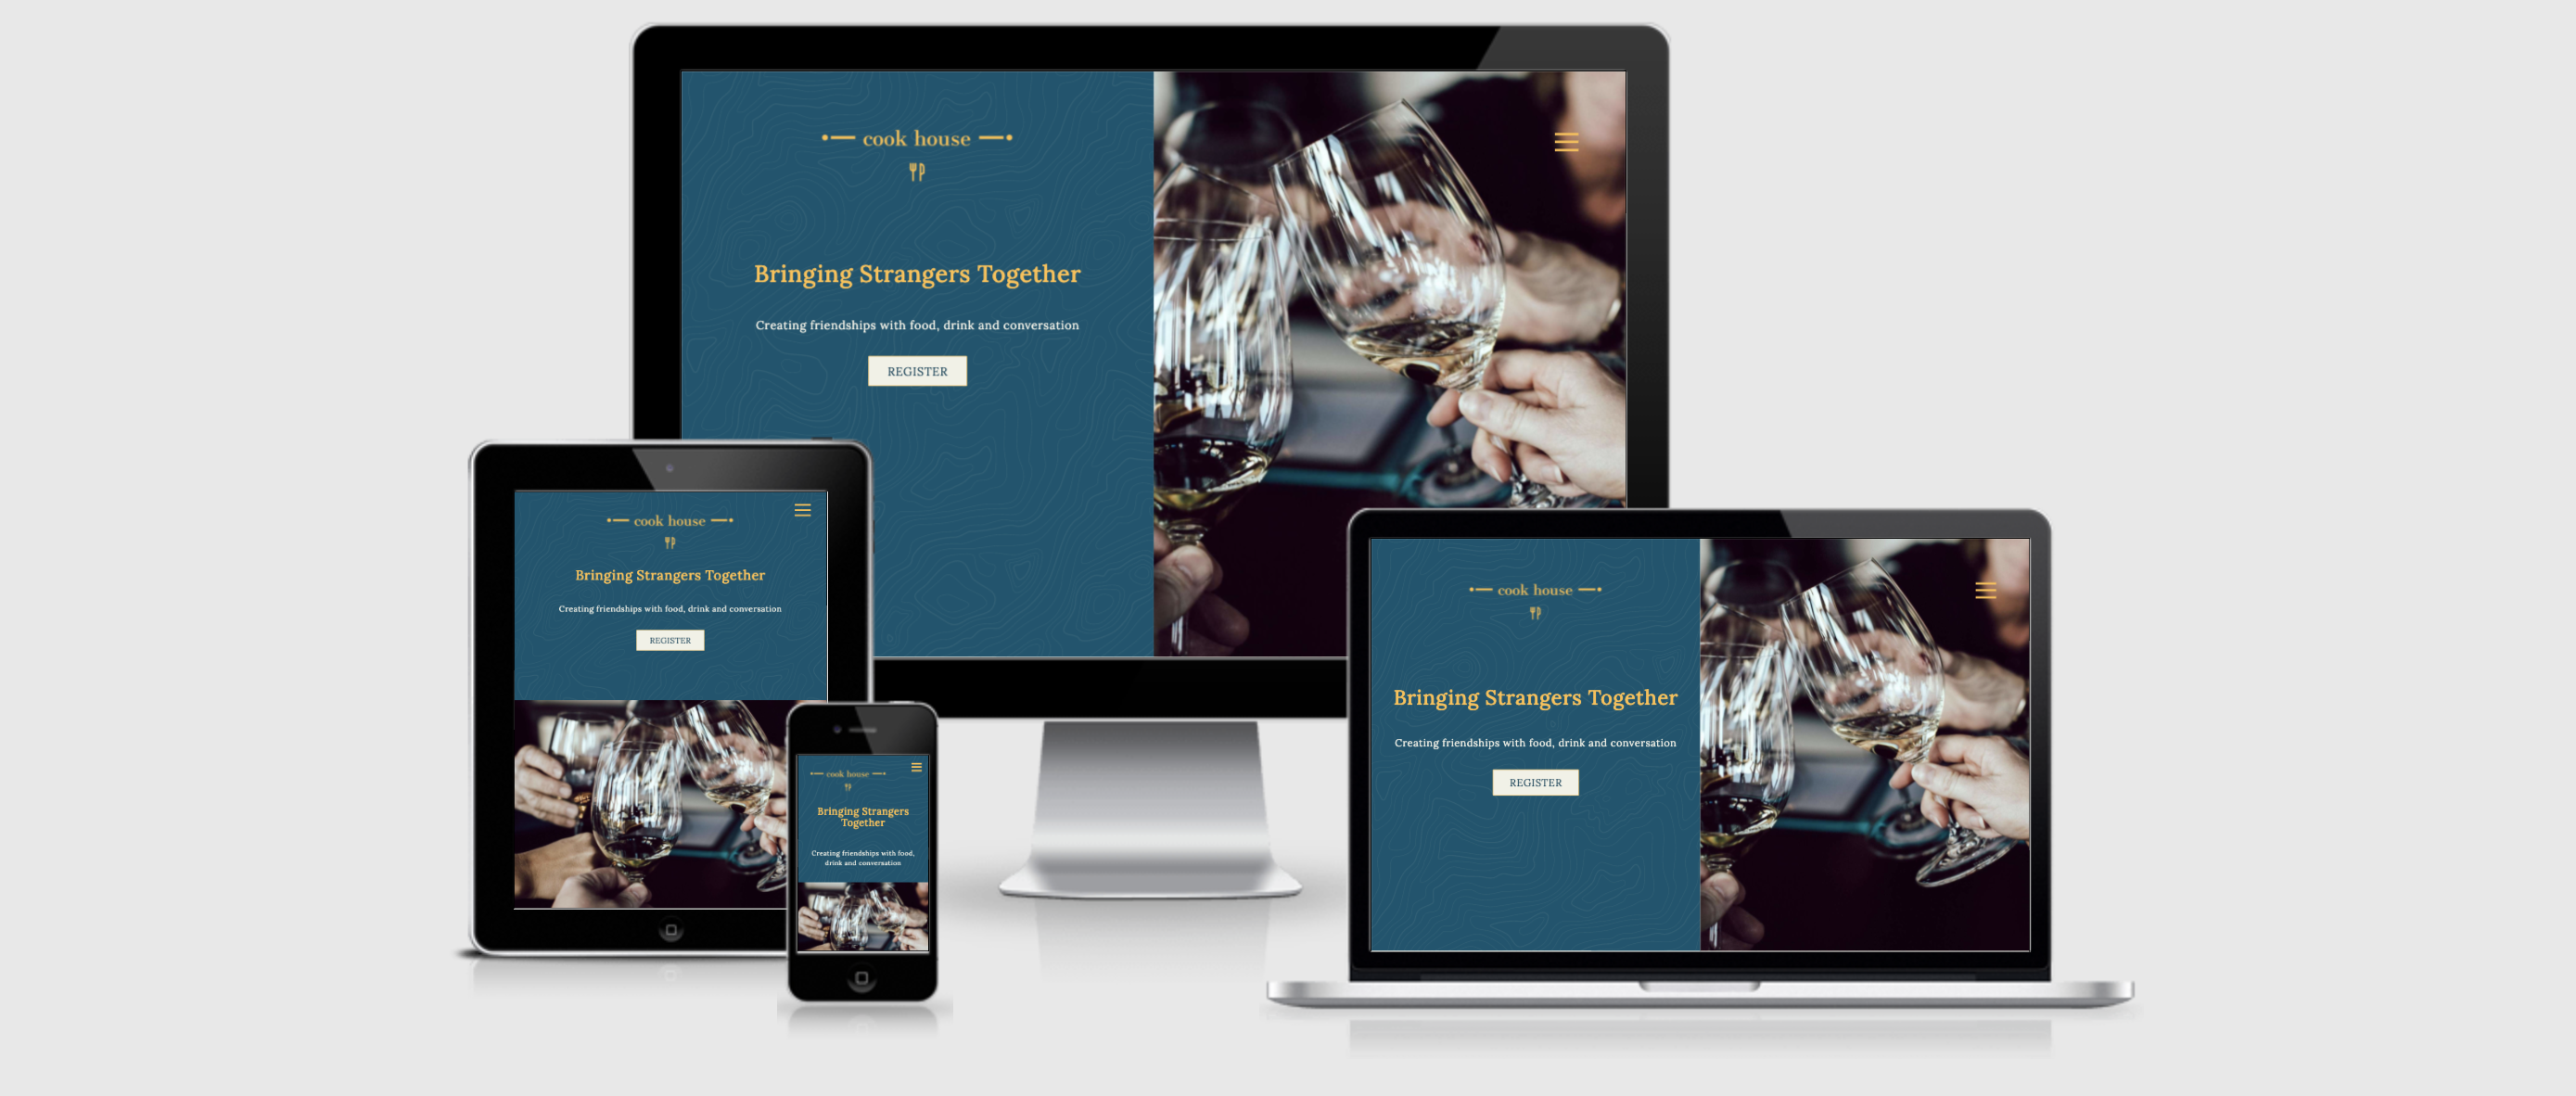 cook house
Bringing Strangers Together
Creating friendships with food, drink and conversation
REGISTER
cook house
Bringing Strangers Together
Creating friendships with food, drink and conversation
REGISTER
cook house
Bringing Strangers
Together
Creating friendships with food,
drink and conversation
cook house
Bringing Strangers Together
Creating friendships with food, drink and conversation
REGISTER